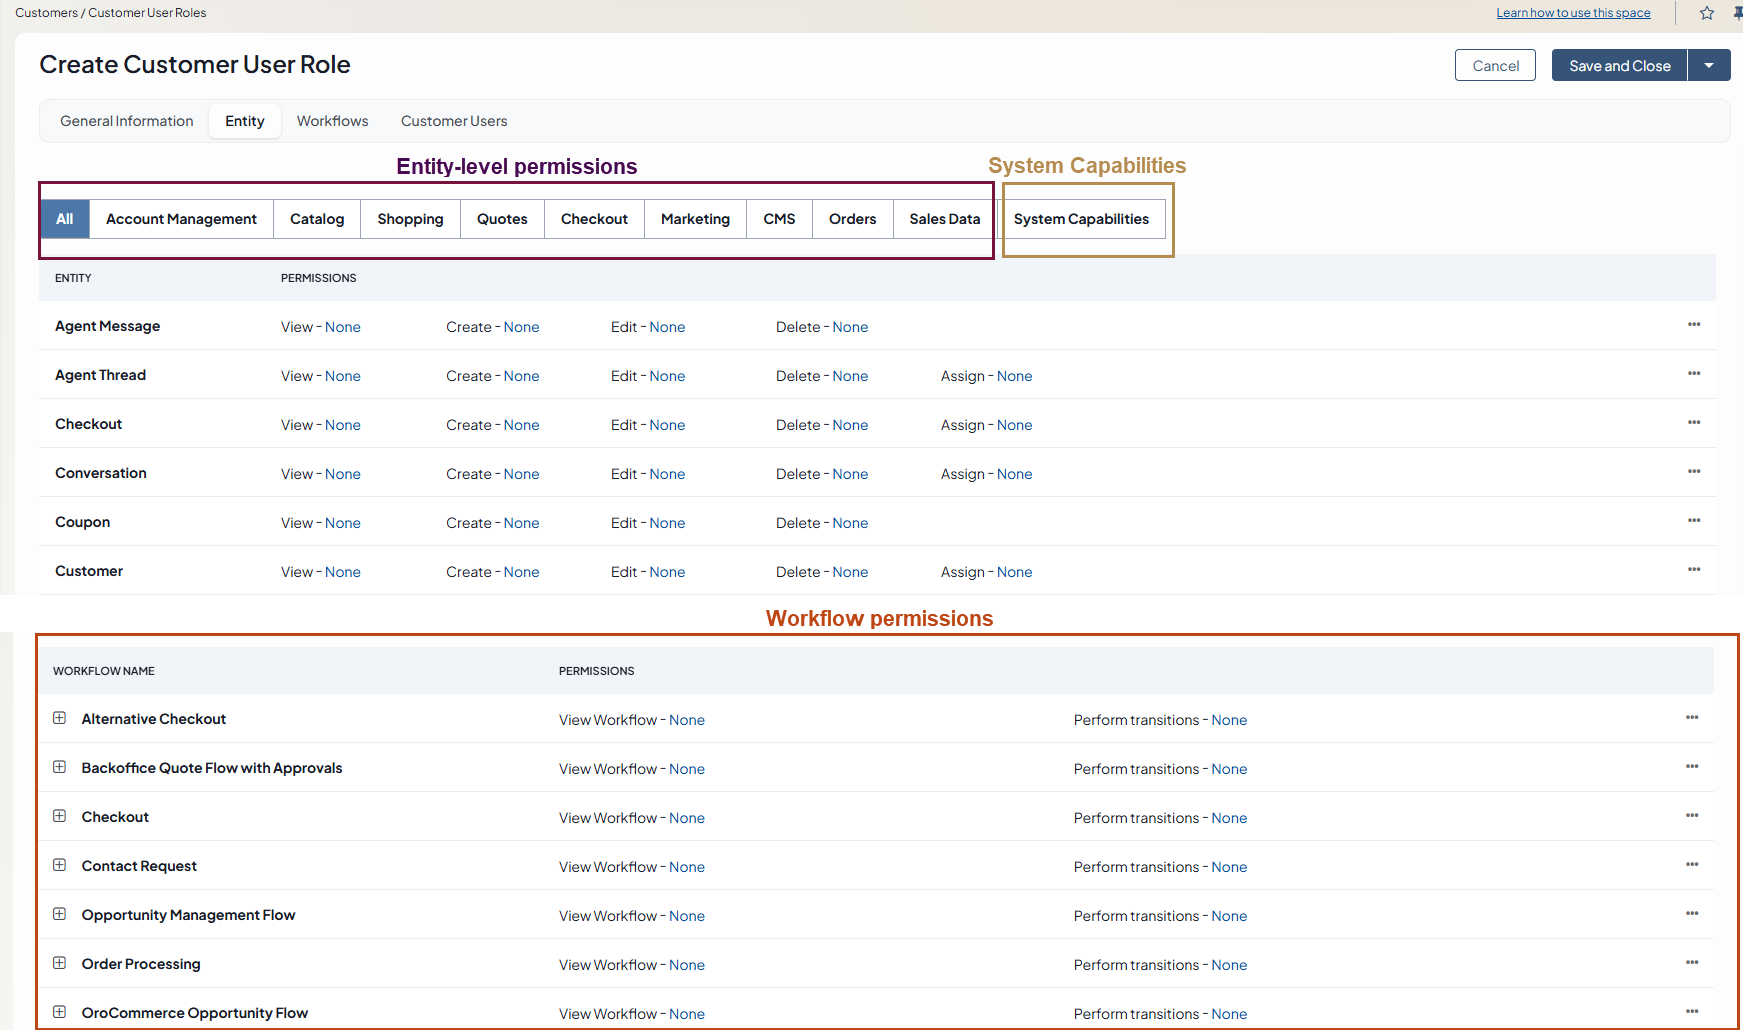 Customers / Customer User Roles Learn how to use this space
Create Customer User Role Cancel Save and Close
General Information Entity Workflows Customer Users
Entity-level permissions System Capabilities
All Account Management Catalog Shopping Quotes Checkout Marketing CMS Orders Sales Data System Capabilities
ENTITY PERMISSIONS
Agent Message View - None Create - None Edit - None Delete - None
Agent Thread View - None Create - None Edit - None Delete - None Assign - None
Checkout View - None Create - None Edit - None Delete - None Assign - None
Conversation View - None Create - None Edit - None Delete - None Assign - None
Coupon View - None Create - None Edit - None Delete - None
Customer View - None Create - None Edit - None Delete - None Assign - None
Workflow permissions
WORKFLOW NAME PERMISSIONS
Alternative Checkout View Workflow - None Perform transitions - None
Backoffice Quote Flow with Approvals View Workflow - None Perform transitions - None
Checkout View Workflow - None Perform transitions - None
Contact Request View Workflow - None Perform transitions - None
Opportunity Management Flow View Workflow - None Perform transitions - None
Order Processing View Workflow - None Perform transitions - None
OroCommerce Opportunity Flow View Workflow - None Perform transitions - None